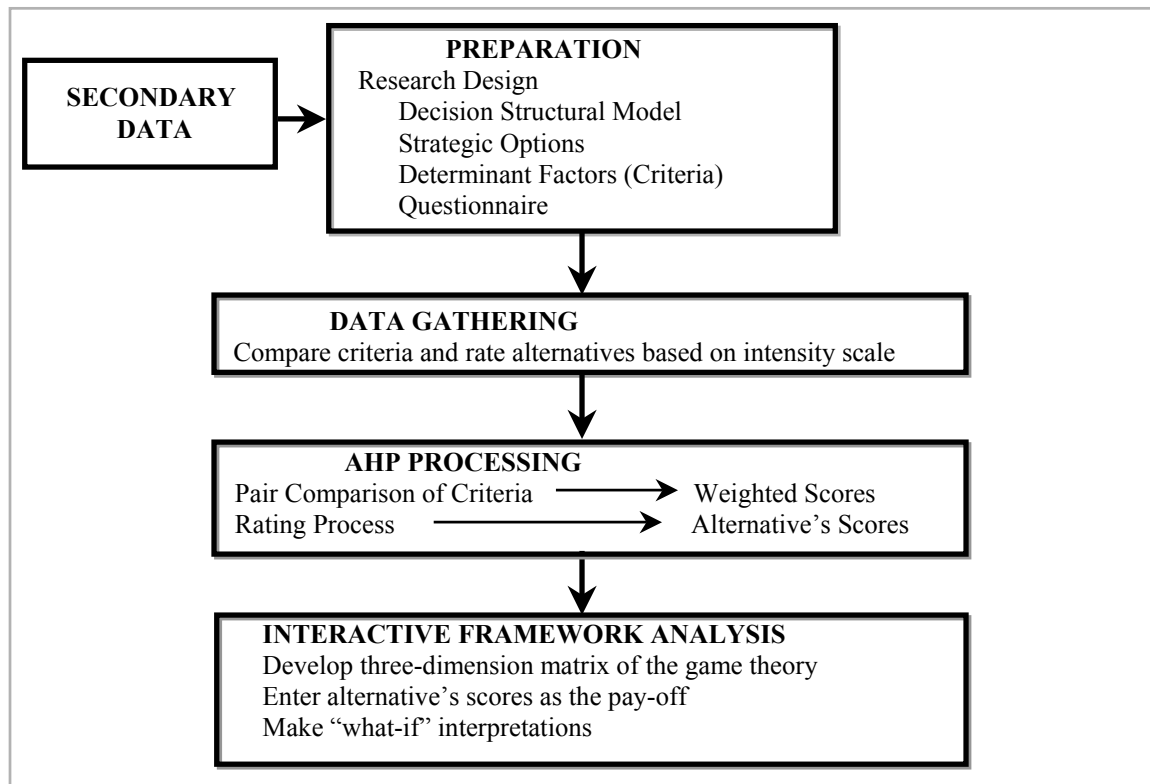 SECONDARY
DATA
PREPARATION
Research Design
Decision Structural Model
Strategic Options
Determinant Factors (Criteria)
Questionnaire
DATA GATHERING
Compare criteria and rate alternatives based on intensity scale
AHP PROCESSING
Pair Comparison of Criteria Weighted Scores
Rating Process Alternative’s Scores
INTERACTIVE FRAMEWORK ANALYSIS
Develop three-dimension matrix of the game theory
Enter alternative’s scores as the pay-off
Make “what-if” interpretations